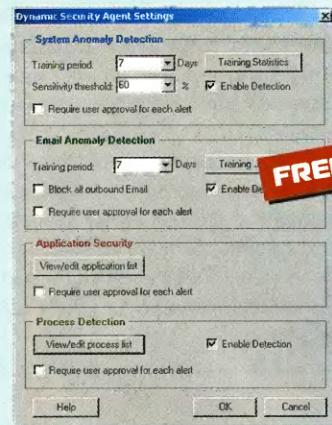 Dynamic Security Agent Settings
System Anomaly Detection
Training period: 7 Days Training Statistics
Sensitivity threshold: 60 % Enable Detection
Require user approval for each alert
Email Anomaly Detection
Training period: 7 Days Training
FREE
Block all outbound Email Enable De
Require user approval for each alert
Application Security
View/edit application list
Require user approval for each alert
Process Detection
View/edit process list Enable Detection
Require user approval for each alert
Help OK Cancel